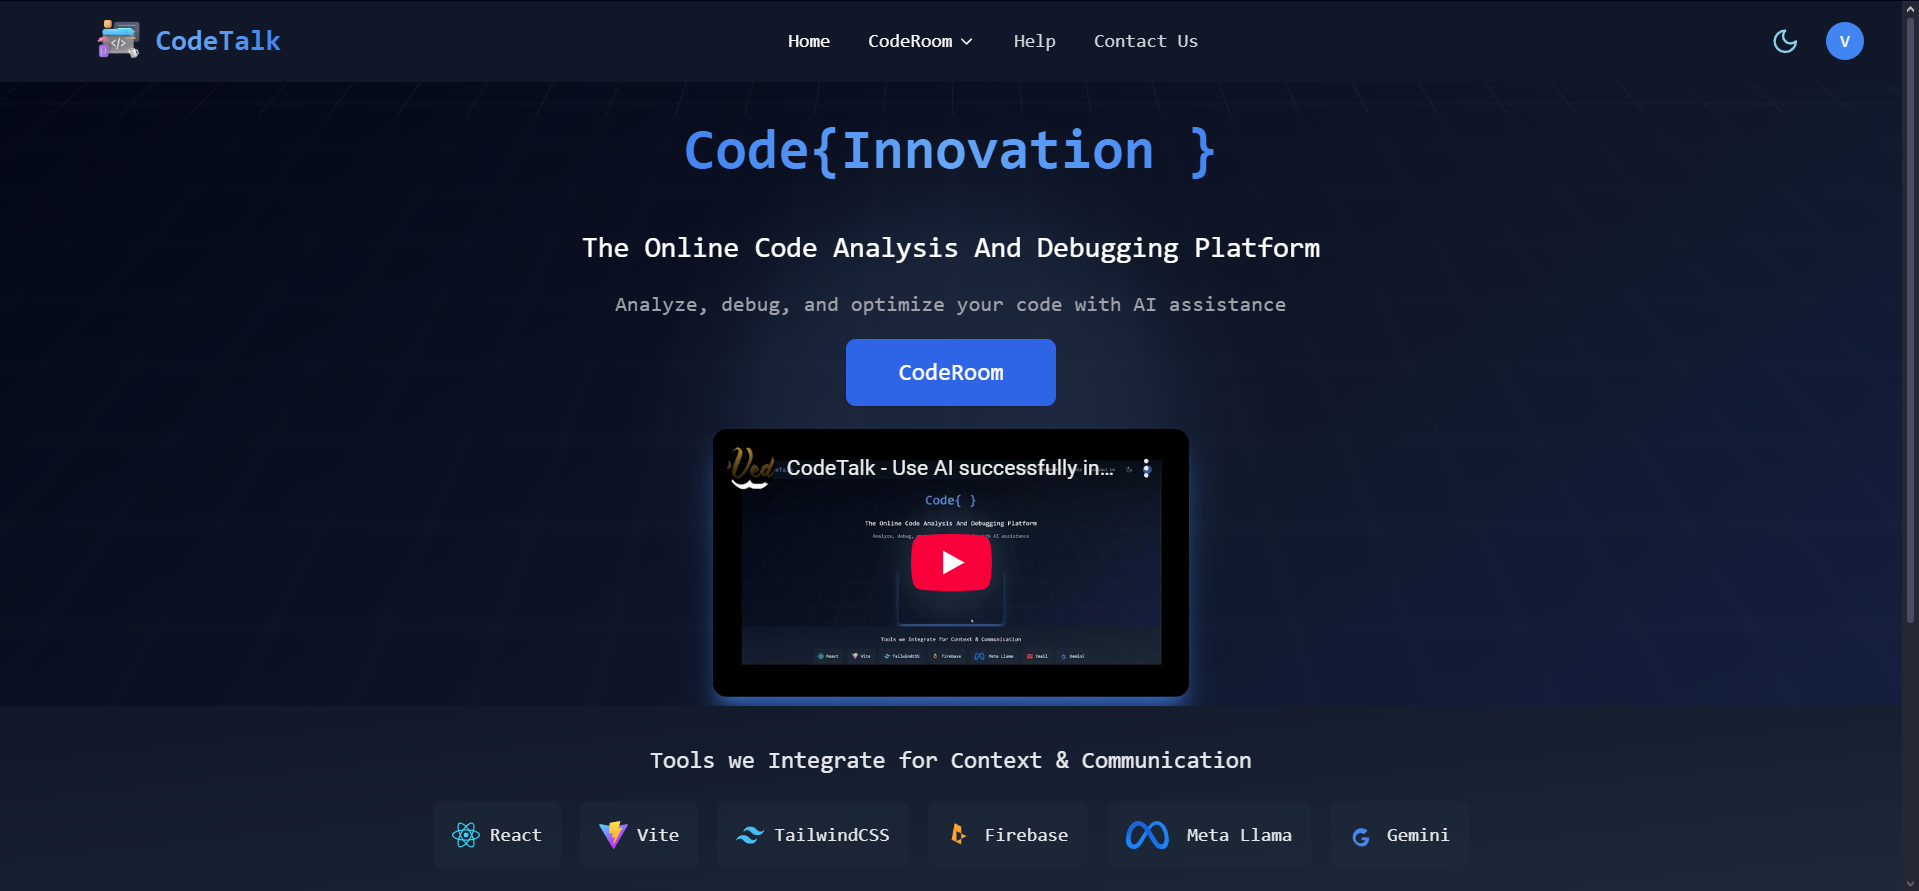 CodeTalk
Home
CodeRoom
Help
Contact Us
V
Code{Innovation }
The Online Code Analysis And Debugging Platform
Analyze, debug, and optimize your code with AI assistance
CodeRoom
Ved
CodeTalk - Use AI successfully in...
Code{ }
The Online Code Analysis And Debugging Platform
Analyze, debug, with AI assistance
Tools we Integrate for Context & Communication
React
Vite
TailwindCSS
Firebase
Meta Llama
Email
Gemini
Tools we Integrate for Context & Communication
React
Vite
TailwindCSS
Firebase
Meta Llama
Gemini